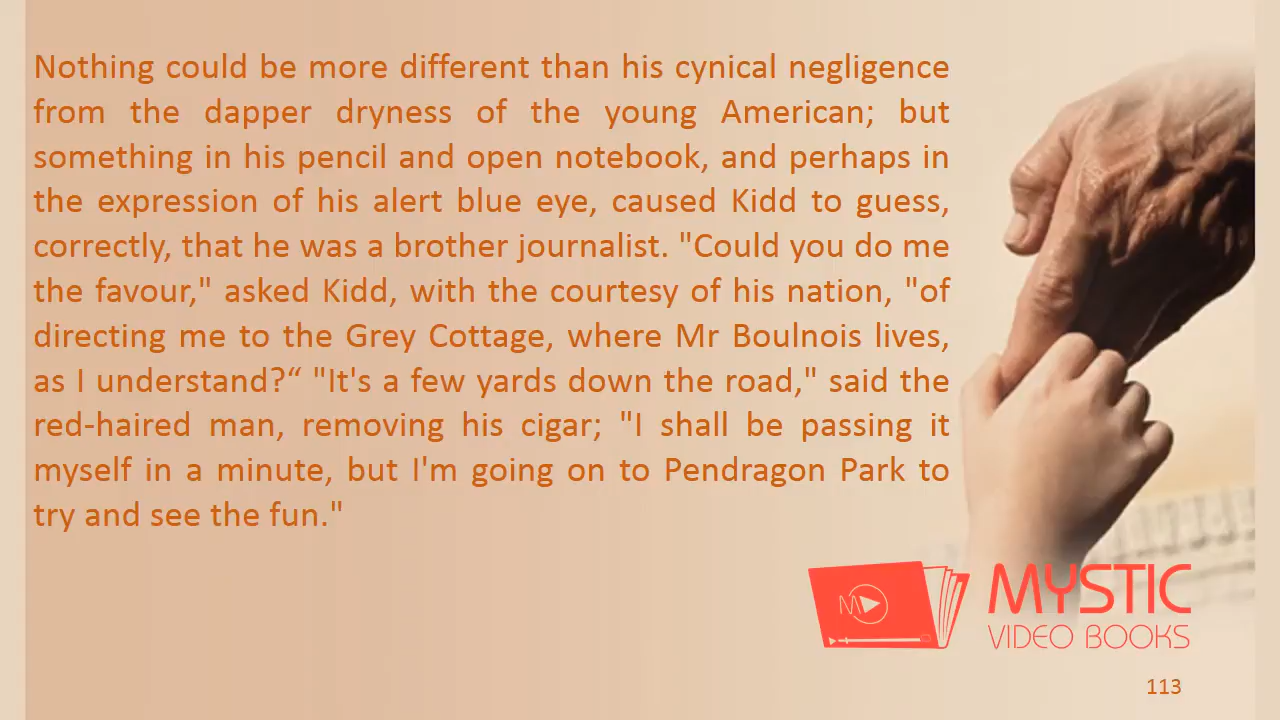 Nothing could be more different than his cynical negligence
from the dapper dryness of the young American; but
something in his pencil and open notebook, and perhaps in
the expression of his alert blue eye, caused Kidd to guess,
correctly, that he was a brother journalist. "Could you do me
the favour," asked Kidd, with the courtesy of his nation, "of
directing me to the Grey Cottage, where Mr Boulnois lives,
as I understand?“ "It's a few yards down the road," said the
red-haired man, removing his cigar; "I shall be passing it
myself in a minute, but I'm going on to Pendragon Park to
try and see the fun."
M
MYSTIC
VIDEO BOOKS
113